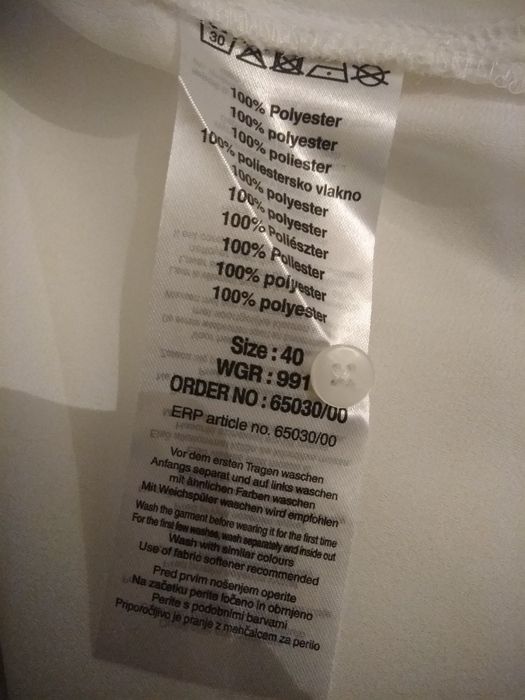 30
100% Polyester
100% polyester
100% poliester
100% poliestersko vlakno
100% polyester
100% polyester
100% Poliészter
100% Poliester
100% polyester
100% polyester
Size : 40
WGR : 991
ORDER NO : 65030/00
ERP article no. 65030/00
Vor dem ersten Tragen waschen
Anfangs separat und auf links waschen
mit ähnlichen Farben waschen
Mit Weichspüler waschen wird empfohlen
Wash the garment before wearing it for the first time
For the first few washes, wash separately and inside out
Wash with similar colours
Use of fabric softener recommended
Pred prvim nošenjem operite
Na začetku perite ločeno in obrnjeno
Perite s podobnimi barvami
Priporočljivo je pranje z mehčalcem za perilo